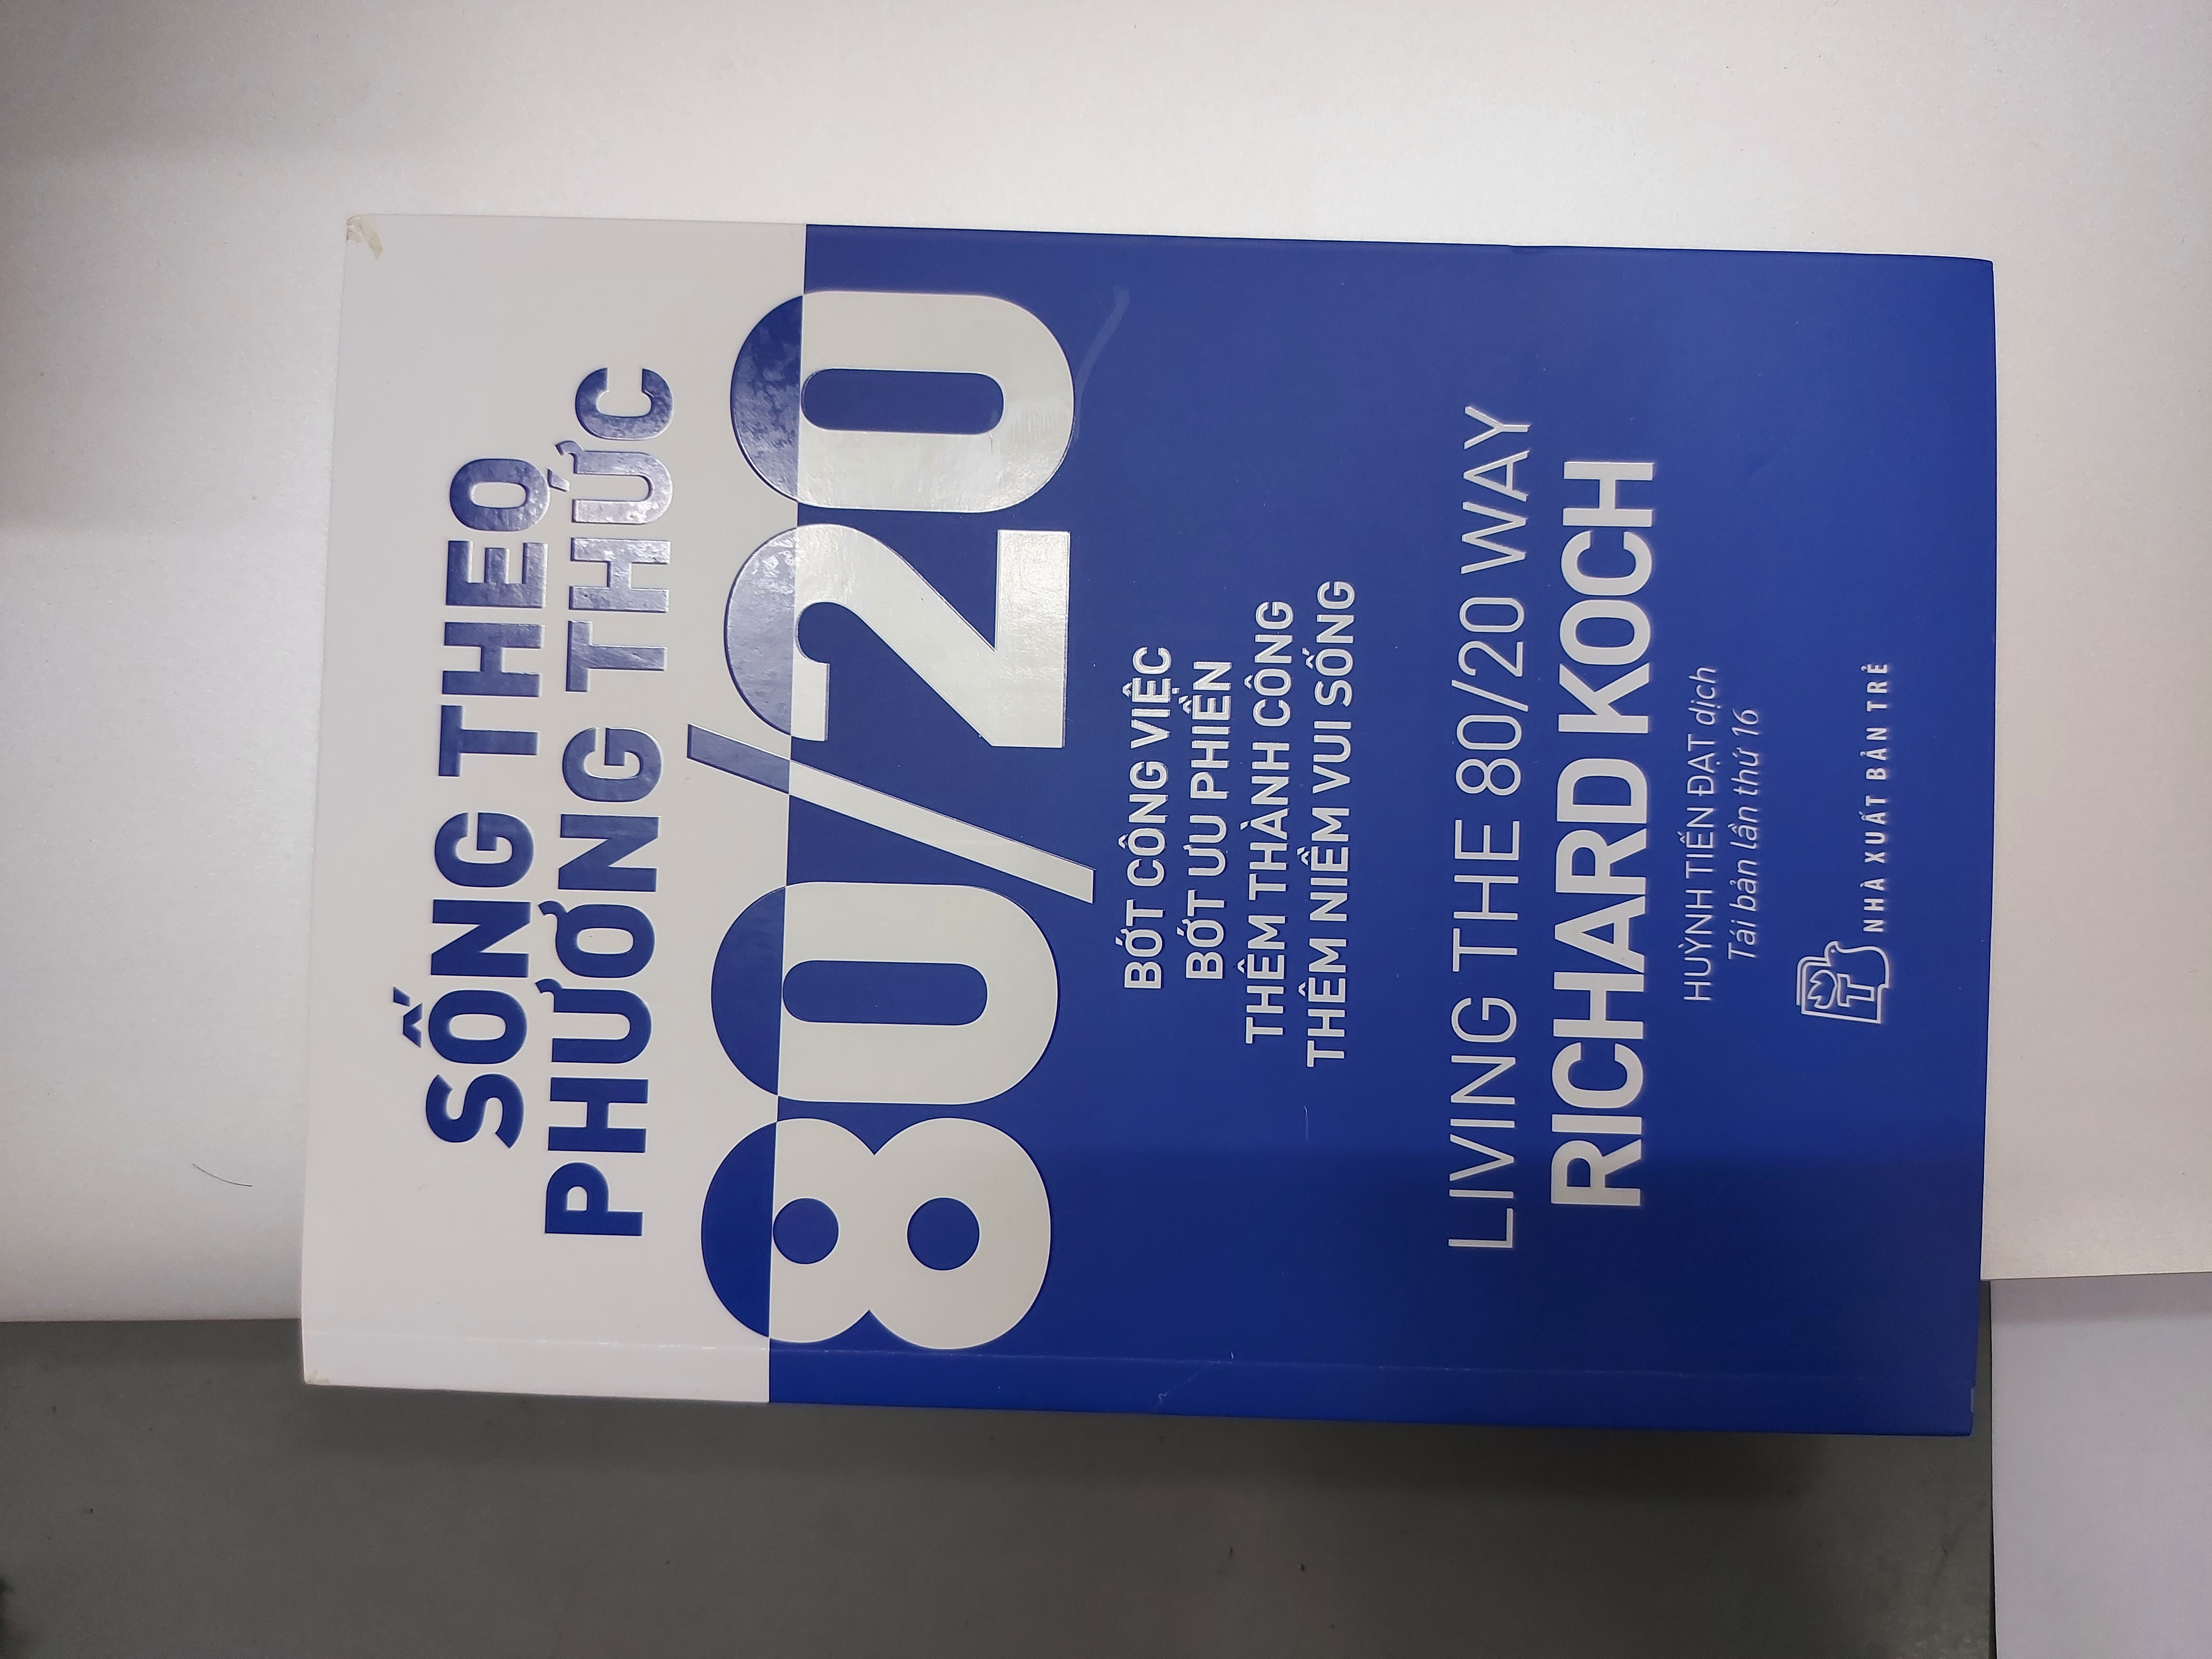 SỐNG THEO
PHƯƠNG THỨC
80/20
BỚT CÔNG VIỆC
BỚT ƯU PHIỀN
THÊM THÀNH CÔNG
THÊM NIỀM VUI SỐNG
LIVING THE 80/20 WAY
RICHARD KOCH
HUỲNH TIẾN ĐẠT dịch
Tái bản lần thứ 16
T
NHÀ XUẤT BẢN TRẺ